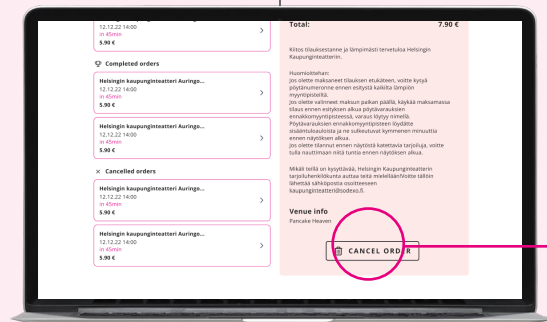 Helsingin kaupunginteatteri Auringo...
12.12.22 14:00
in 45min
5.90 €
Completed orders
Helsingin kaupunginteatteri Auringo...
12.12.22 14:00
in 45min
5.90 €
Helsingin kaupunginteatteri Auringo...
12.12.22 14:00
in 45min
5.90 €
Cancelled orders
Helsingin kaupunginteatteri Auringo...
12.12.22 14:00
in 45min
5.90 €
Helsingin kaupunginteatteri Auringo...
12.12.22 14:00
in 45min
5.90 €
Total: 7.90 €
Kiitos tilauksestanne ja lämpimästi tervetuloa Helsingin
Kaupunginteatteriin.
Huomioittehan:
Jos olette maksaneet tilauksen etukäteen, voitte kysyä
pöytänumeronne ennen esitystä kaikilta lämpiön
myyntipisteiltä.
Jos olette valinneet maksun paikan päällä, käykää maksamassa
tilaus ennen esityksen alkua pöytävarauksien
ennakkomyyntipisteessä, varaus löytyy nimellä.
Pöytävarauksien ennakkomyyntipisteen löydätte
sisääntuloauloista ja ne sulkeutuvat kymmenen minuuttia
ennen näytöksen alkua.
Jos olette tilannut ennen näytöstä katettavia tarjoiluja, voitte
tulla nauttimaan niitä tuntia ennen näytöksen alkua.
Mikäli teillä on kysyttävää, Helsingin Kaupunginteatterin
tarjoiluhenkilökunta auttaa teitä mielellään!Voitte tällöin
lähettää sähköpostia osoitteeseen
kaupunginteatteri@sodexo.fi.
Venue info
Pancake Heaven
CANCEL ORDER